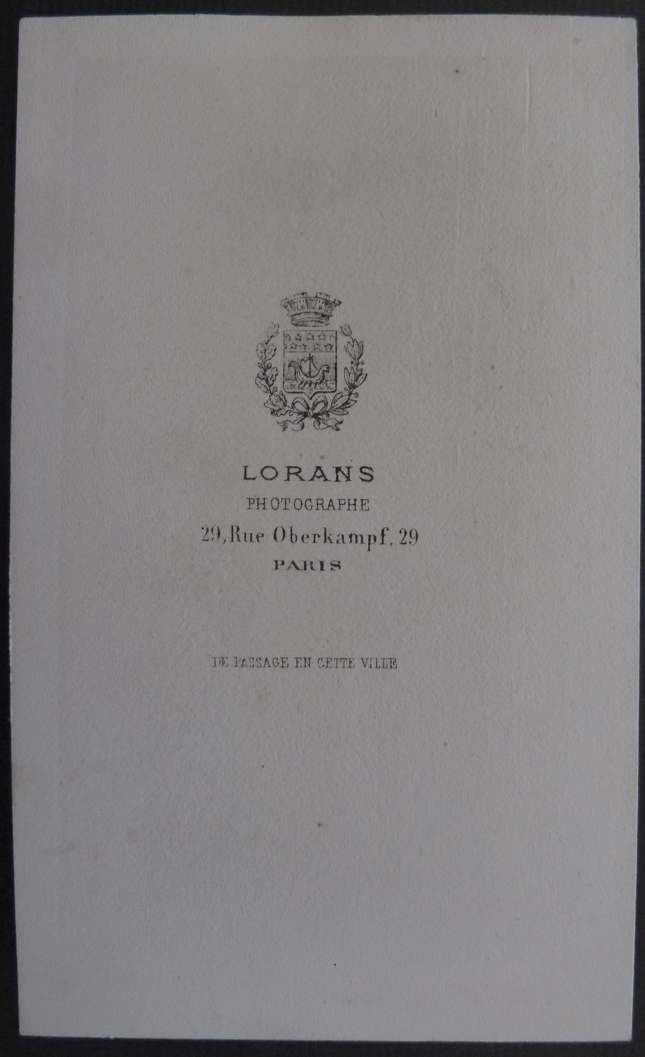 LORANS
PHOTOGRAPHE
29, Rue Oberkampf, 29
PARIS
DE PASSAGE EN CETTE VILLE